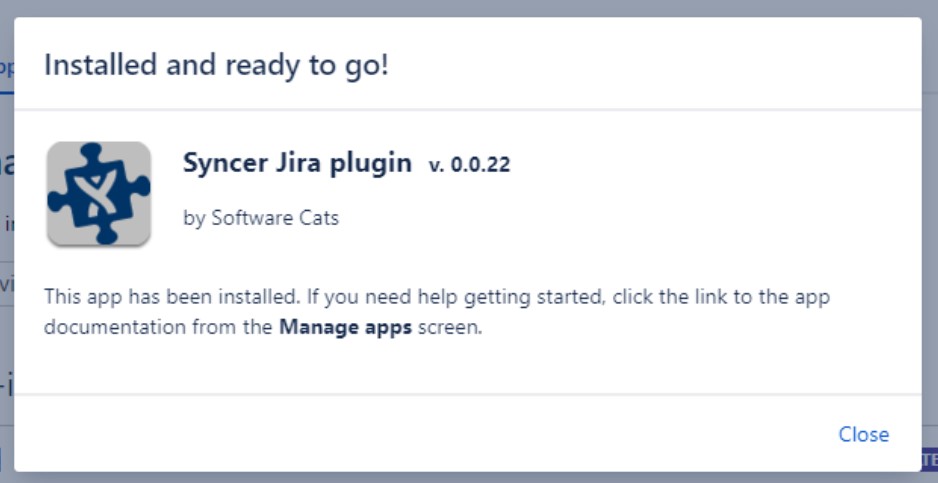 Installed and ready to go!
Syncer Jira plugin v. 0.0.22
by Software Cats
This app has been installed. If you need help getting started, click the link to the app
documentation from the Manage apps screen.
Close